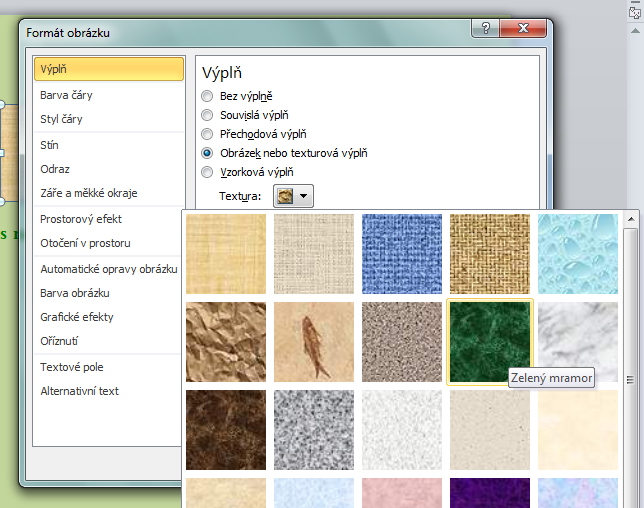 Formát obrázku
Výplň
Barva čáry
Styl čáry
Stín
Odraz
Záře a měkké okraje
Prostorový efekt
Otočení v prostoru
Automatické opravy obrázku
Barva obrázku
Grafické efekty
Oříznutí
Textové pole
Alternativní text
Výplň
Bez výplně
Souvislá výplň
Přechodová výplň
Obrázek nebo texturová výplň
Vzorková výplň
Textura:
Zelený mramor